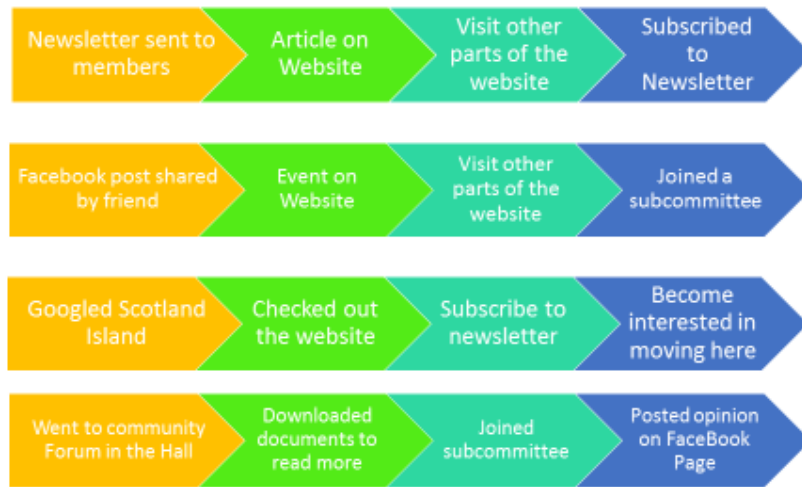 Newsletter sent to
members
Article on
Website
Visit other
parts of the
website
Subscribed
to
Newsletter
Facebook post shared
by friend
Event on
Website
Visit other
parts of the
website
Joined a
subcommittee
Googled Scotland
Island
Checked out
the website
Subscribe to
newsletter
Become
interested in
moving here
Went to community
Forum in the Hall
Downloaded
documents to
read more
Joined
subcommittee
Posted opinion
on FaceBook
Page